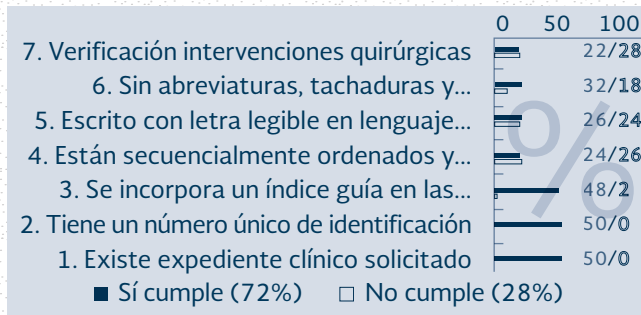 0 50 100
7. Verificación intervenciones quirúrgicas 22/28
6. Sin abreviaturas, tachaduras y... 32/18
5. Escrito con letra legible en lenguaje... 26/24
4. Están secuencialmente ordenados y... 24/26
3. Se incorpora un índice guía en las... 48/2
2. Tiene un número único de identificación 50/0
1. Existe expediente clínico solicitado 50/0
%
Sí cumple (72%) No cumple (28%)